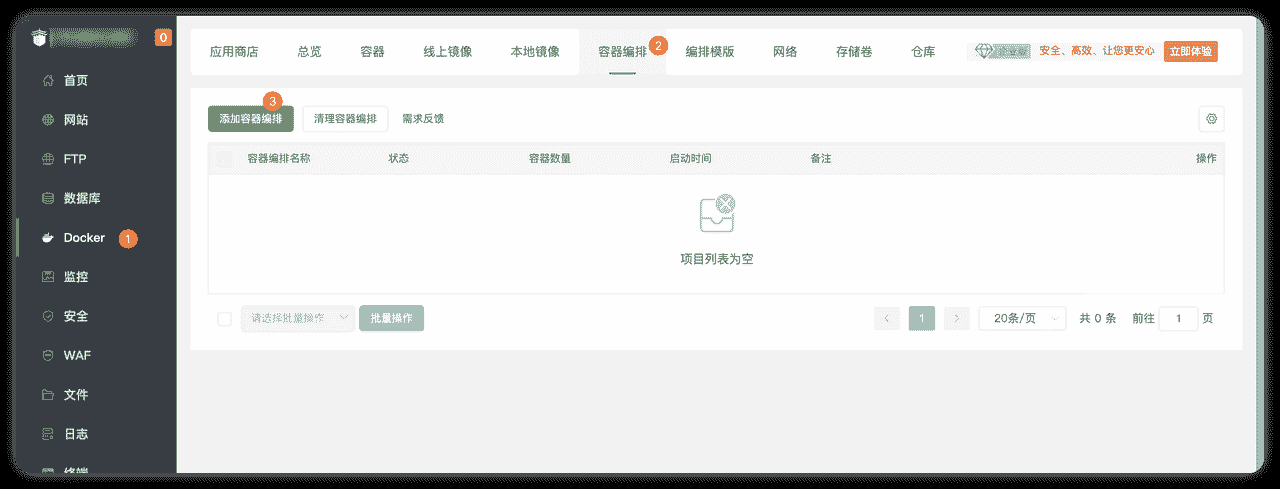 0
首页
网站
FTP
数据库
Docker 1
监控
安全
WAF
文件
日志
终端
应用商店 总览 容器 线上镜像 本地镜像 容器编排 2 编排模版 网络 存储卷 仓库 安全、高效、让您更安心 立即体验
3
添加容器编排 清理容器编排 需求反馈
容器编排名称 状态 容器数量 启动时间 备注 操作
项目列表为空
请选择批量操作 批量操作 1 20条/页 共 0 条 前往 1 页